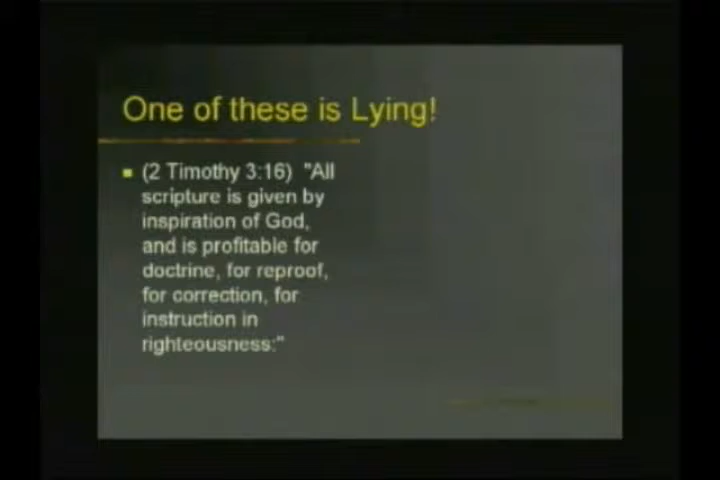 One of these is Lying!
(2 Timothy 3:16) "All
scripture is given by
inspiration of God,
and is profitable for
doctrine, for reproof,
for correction, for
instruction in
righteousness:"